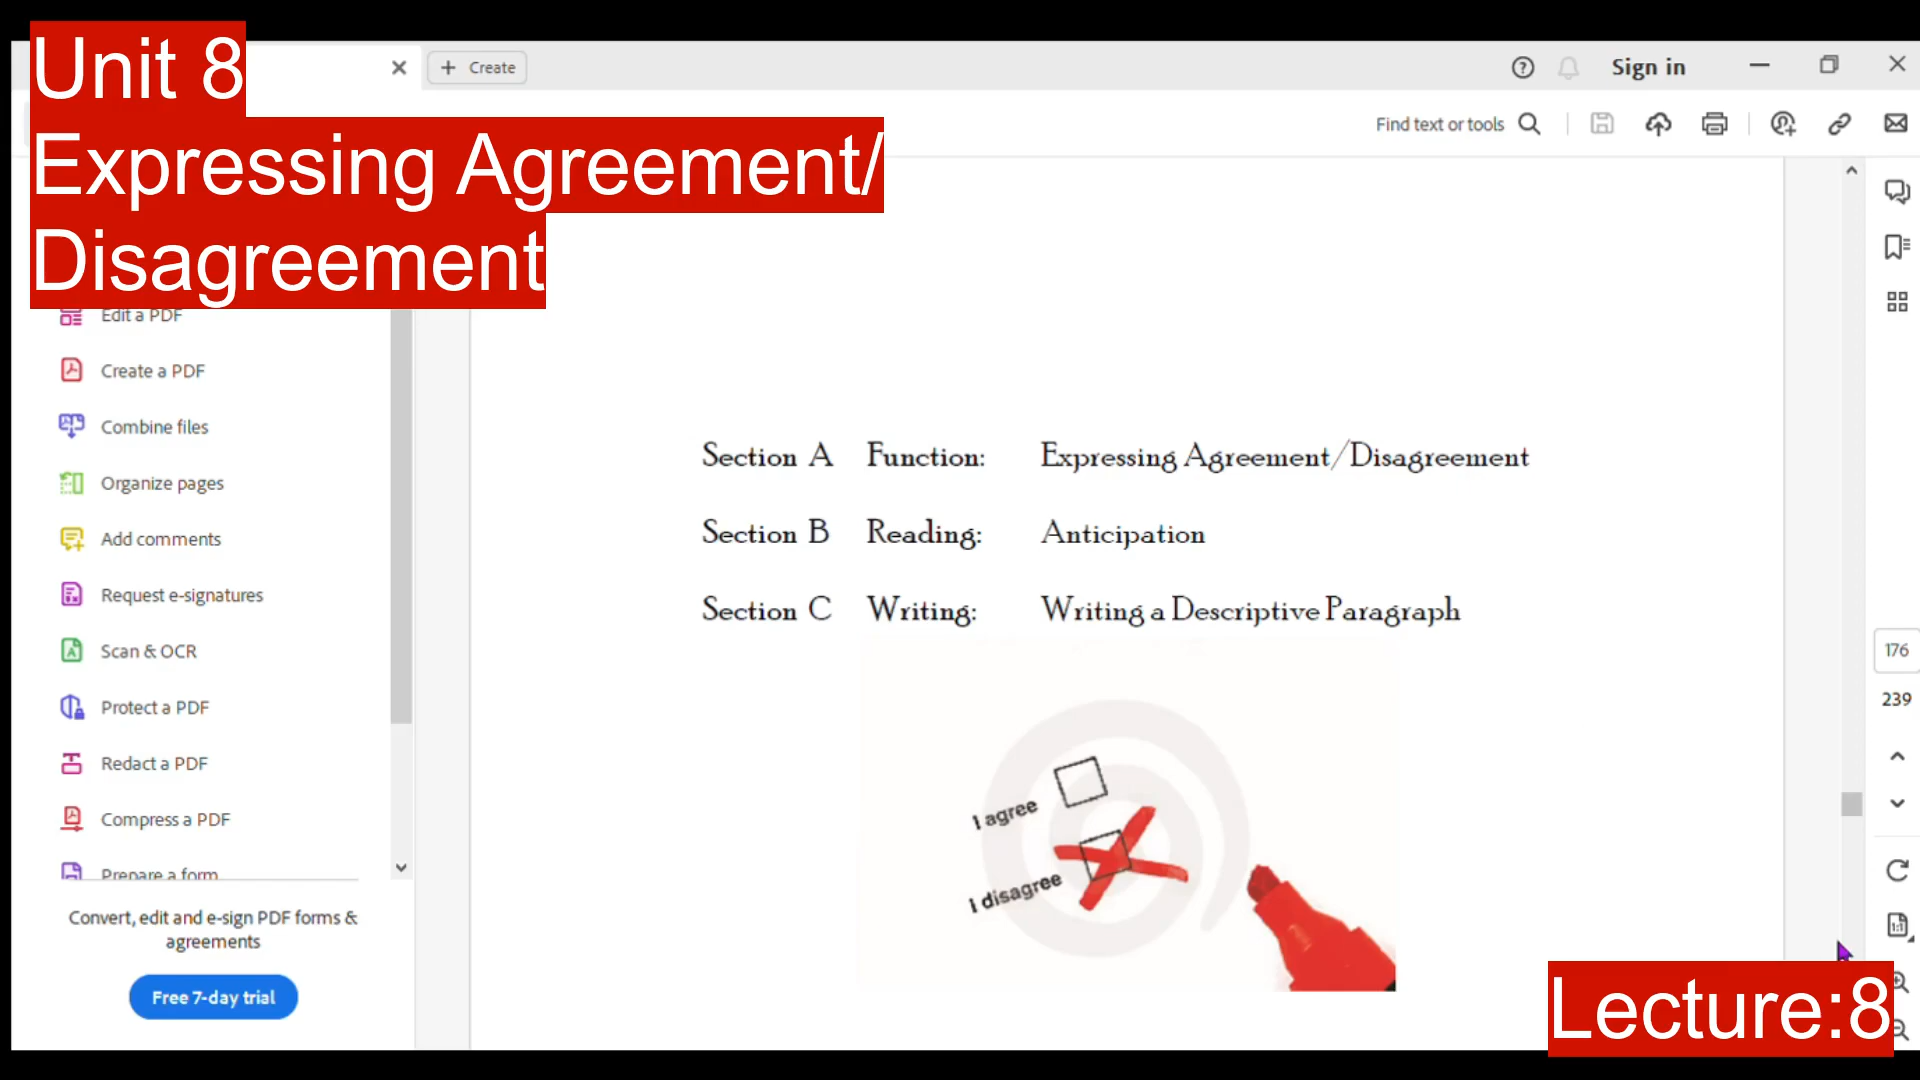 Unit 8
Expressing Agreement/
Disagreement
Create
Sign in
Find text or tools
Edit a PDF
Create a PDF
Combine files
Organize pages
Add comments
Request e-signatures
Scan & OCR
Protect a PDF
Redact a PDF
Compress a PDF
Prepare a form
Convert, edit and e-sign PDF forms &
agreements
Free 7-day trial
Section A Function: Expressing Agreement/Disagreement
Section B Reading: Anticipation
Section C Writing: Writing a Descriptive Paragraph
I agree
I disagree
176
239
1:1
Lecture:8